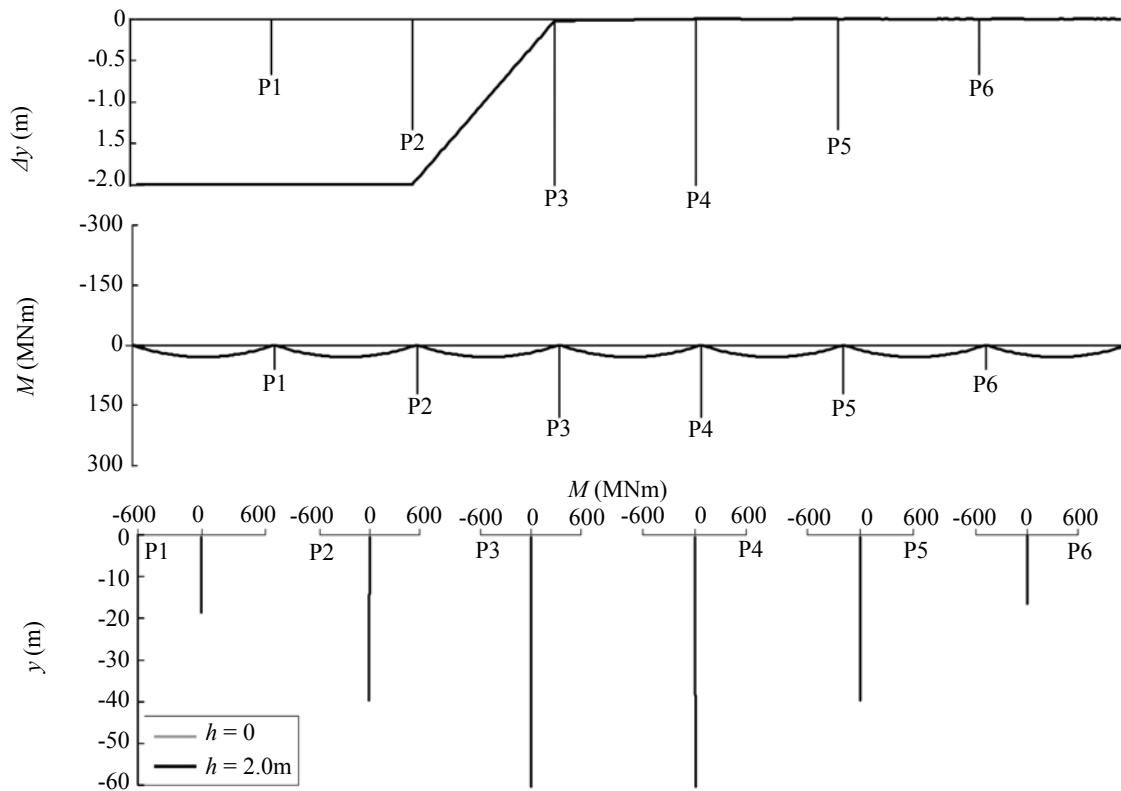 0
-0.5
-1.0
-1.5
-2.0
Δy (m)
P1
P2
P3
P4
P5
P6
-300
-150
0
150
300
M (MNm)
P1
P2
P3
P4
P5
P6
M (MNm)
-600 0 600 -600 0 600 -600 0 600 -600 0 600 -600 0 600 -600 0 600
P1 P2 P3 P4 P5 P6
0
-10
-20
-30
-40
-50
-60
y (m)
h = 0
h = 2.0m